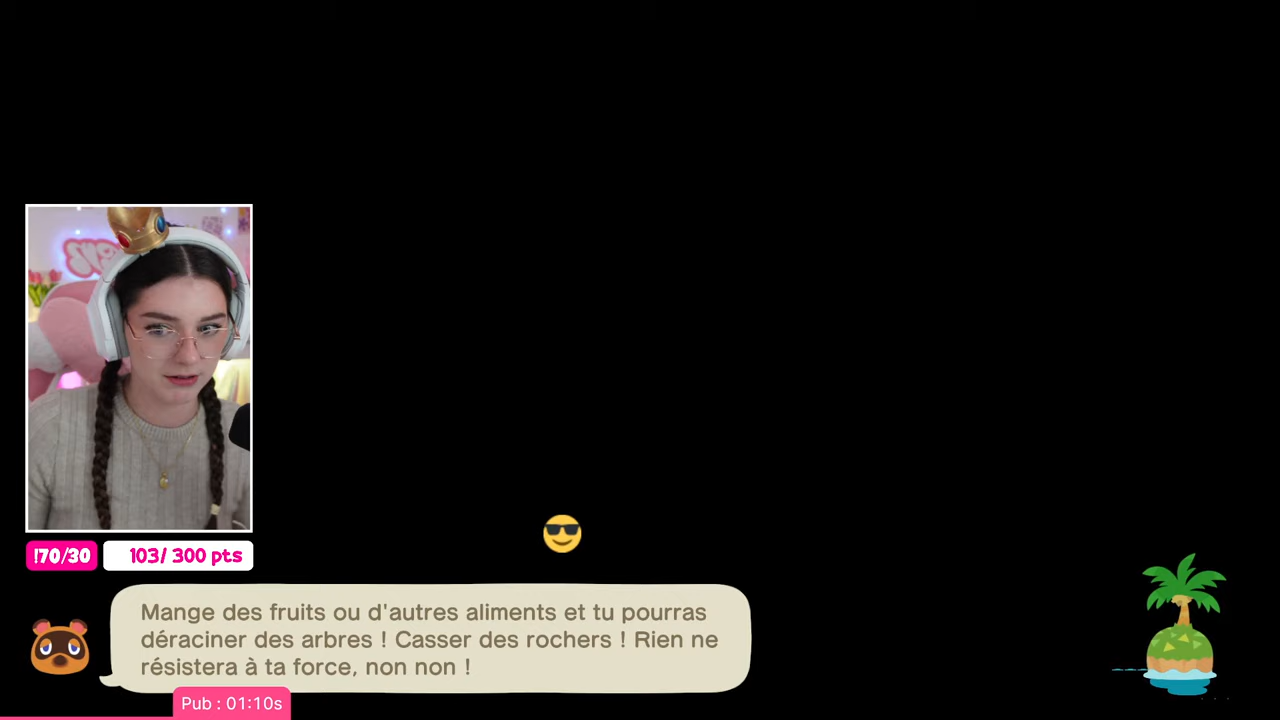 !70/30
103/ 300 pts
Mange des fruits ou d'autres aliments et tu pourras
déraciner des arbres ! Casser des rochers ! Rien ne
résistera à ta force, non non !
Pub : 01:10s